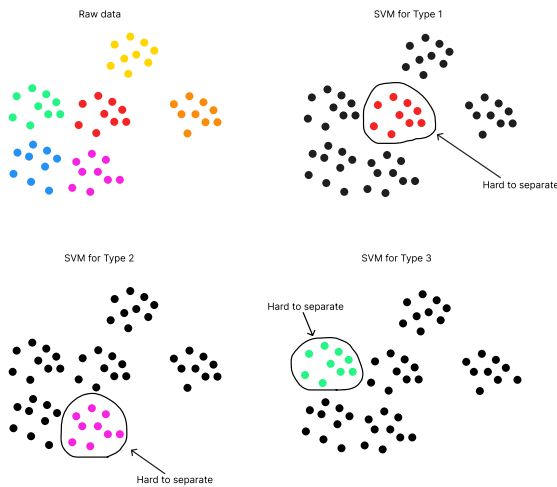 Raw data
SVM for Type 1
Hard to separate
SVM for Type 2
SVM for Type 3
Hard to separate
Hard to separate